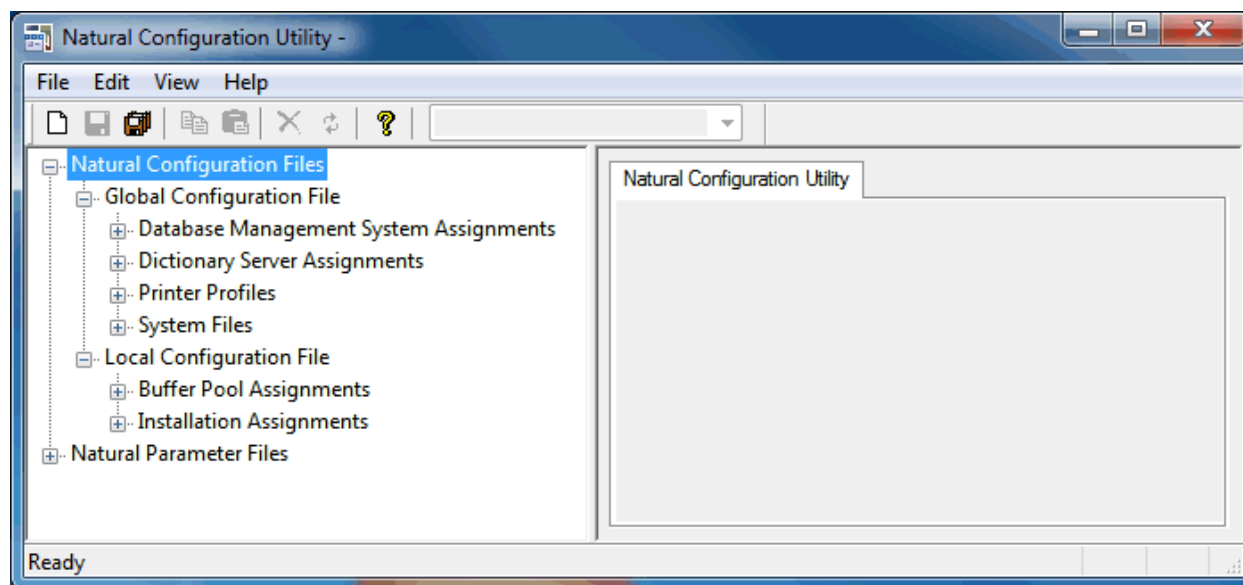 Natural Configuration Utility -
File Edit View Help
Natural Configuration Files
Global Configuration File
Database Management System Assignments
Dictionary Server Assignments
Printer Profiles
System Files
Local Configuration File
Buffer Pool Assignments
Installation Assignments
Natural Parameter Files
Natural Configuration Utility
Ready